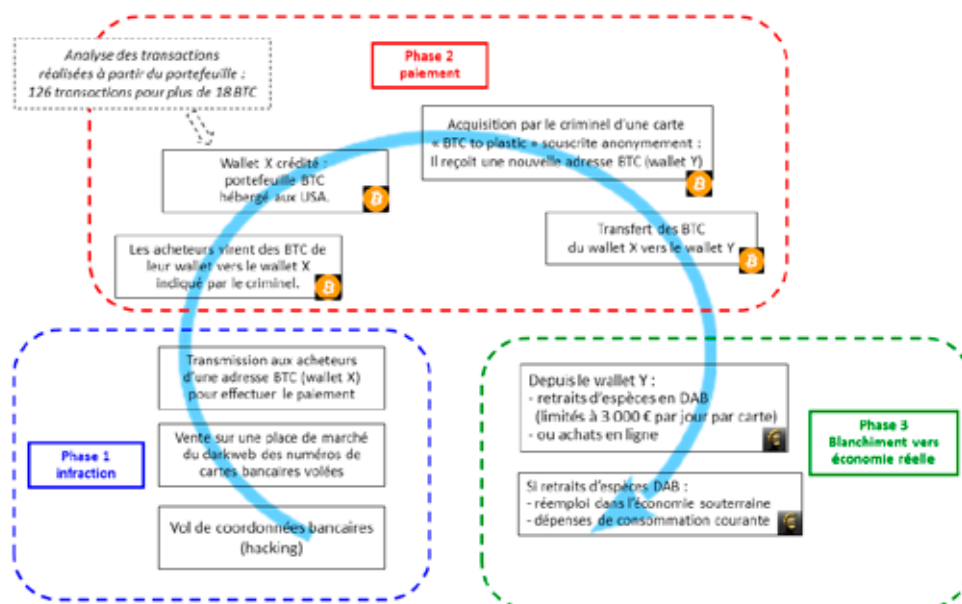 Analyse des transactions
réalisées à partir du portefeuille :
126 transactions pour plus de 18 BTC
Phase 2
paiement
Acquisition par le criminel d'une carte
« BTC to plastic » souscrite anonymement :
Il reçoit une nouvelle adresse BTC (wallet Y)
Wallet X crédité :
portefeuille BTC
hébergé aux USA.
Transfert des BTC
du wallet X vers le wallet Y
Les acheteurs virent des BTC de
leur wallet vers le wallet X
indiqué par le criminel.
Transmission aux acheteurs
d'une adresse BTC (wallet X)
pour effectuer le paiement
Vente sur une place de marché
du darkweb des numéros de
cartes bancaires volées
Phase 1
infraction
Vol de coordonnées bancaires
(hacking)
Depuis le wallet Y :
- retraits d'espèces en DAB
(limités à 3 000 € par jour par carte)
- ou achats en ligne
Phase 3
Blanchiment vers
économie réelle
Si retraits d'espèces DAB :
- réemploi dans l'économie souterraine
- dépenses de consommation courante